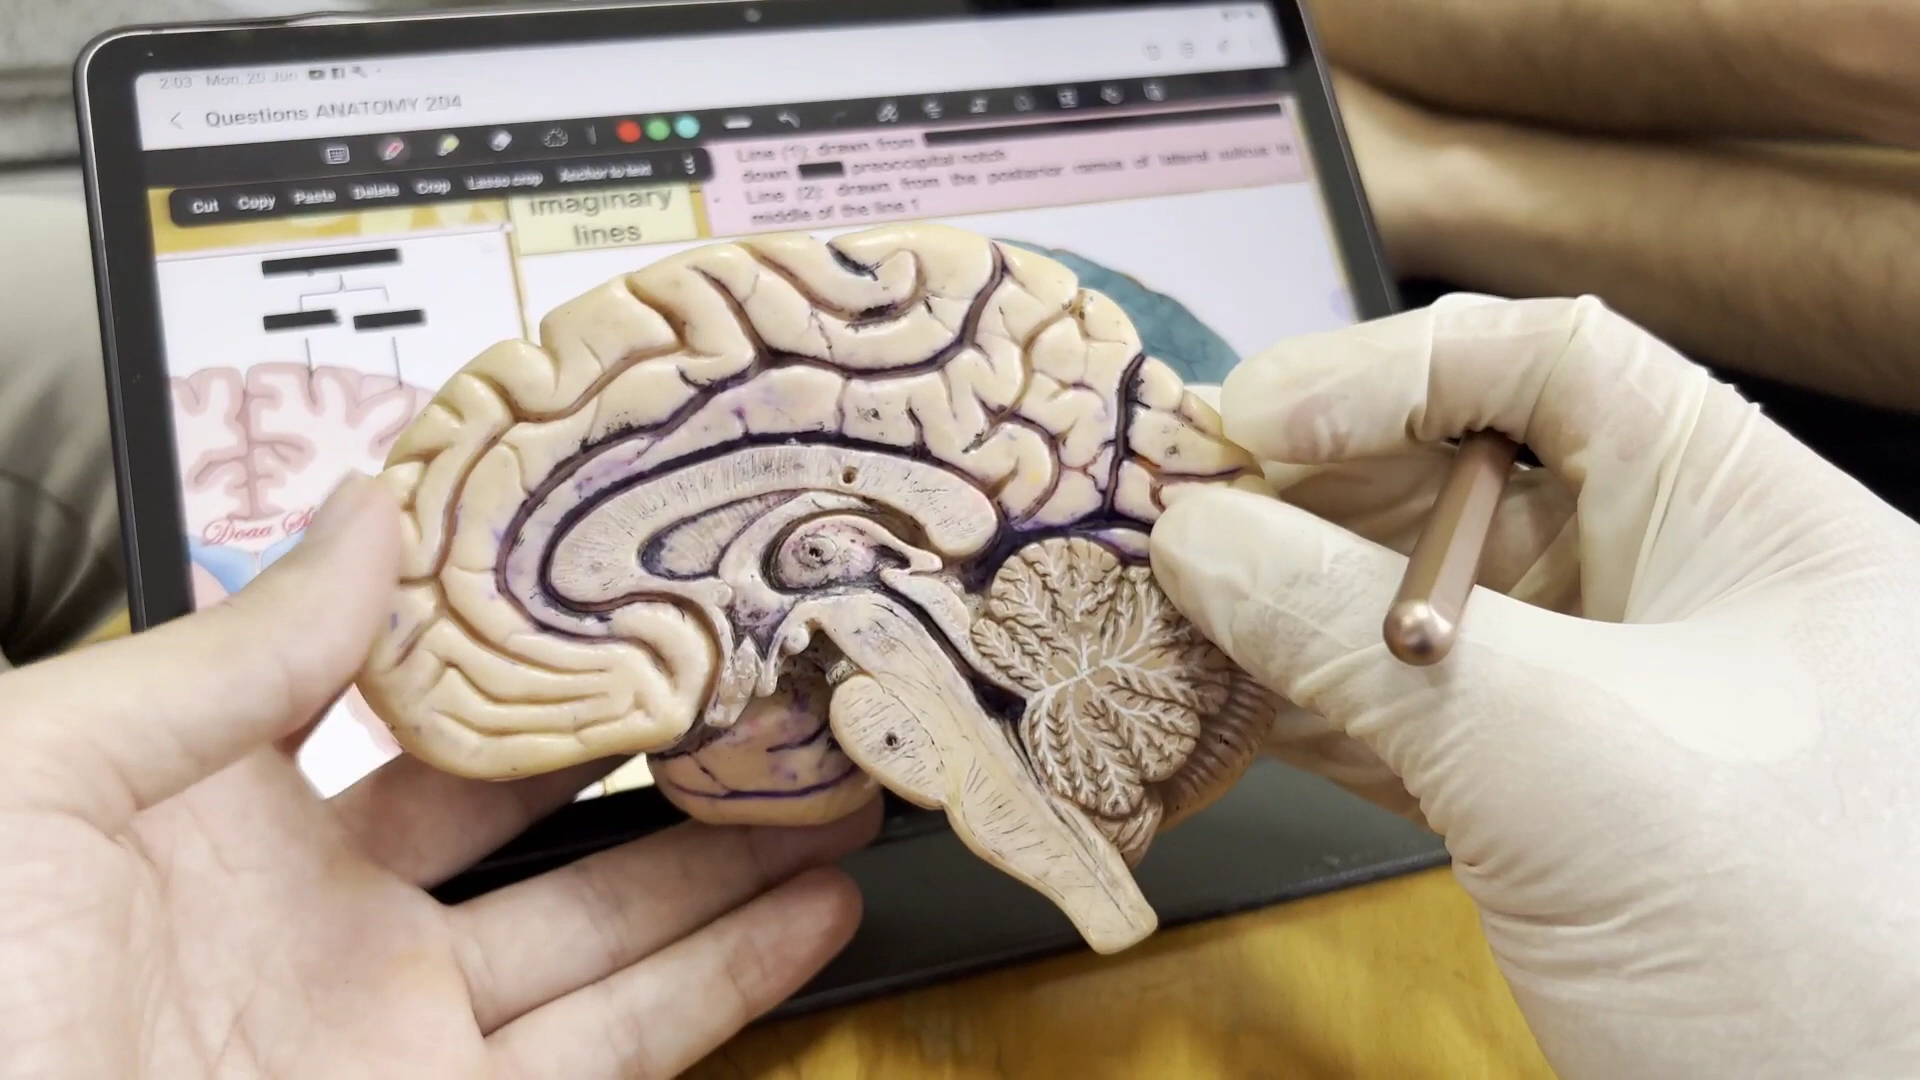 2:03 Mon, 20 Jun
Questions ANATOMY 204
Cut Copy Paste Delete Crop Lasso crop Anchor to text
imaginary
lines
Line (1): drawn from
down preoccipital notch
Line (2): drawn from the posterior ramus of lateral sulcus to
middle of the line 1
Doaa